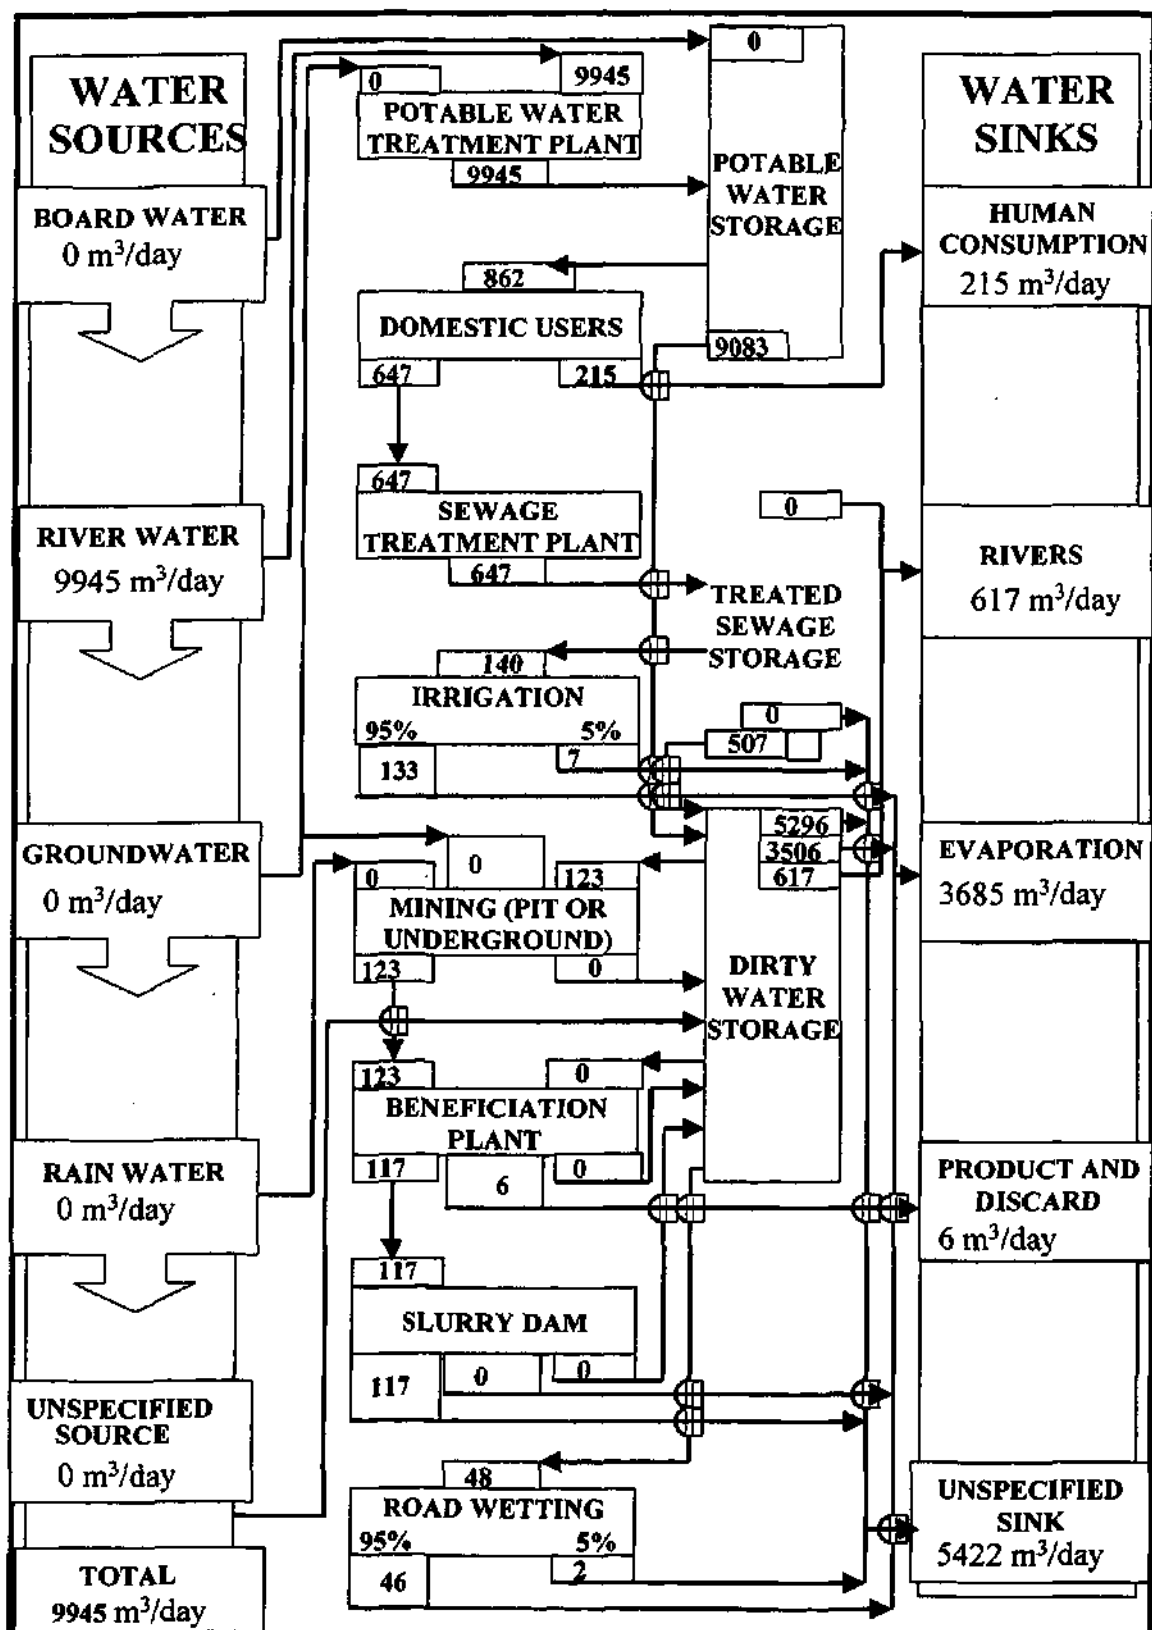 WATER
SOURCES
BOARD WATER
0 m³/day
RIVER WATER
9945 m³/day
GROUNDWATER
0 m³/day
RAIN WATER
0 m³/day
UNSPECIFIED
SOURCE
0 m³/day
TOTAL
9945 m³/day
0
9945
POTABLE WATER
TREATMENT PLANT
9945
862
DOMESTIC USERS
647
215
647
SEWAGE
TREATMENT PLANT
647
140
IRRIGATION
95%
5%
133
7
0
0
123
MINING (PIT OR
UNDERGROUND)
123
0
123
0
BENEFICIATION
PLANT
117
6
0
117
SLURRY DAM
117
0
0
48
ROAD WETTING
95%
5%
46
2
0
POTABLE
WATER
STORAGE
9083
0
TREATED
SEWAGE
STORAGE
0
507
5296
3506
617
DIRTY
WATER
STORAGE
WATER
SINKS
HUMAN
CONSUMPTION
215 m³/day
RIVERS
617 m³/day
EVAPORATION
3685 m³/day
PRODUCT AND
DISCARD
6 m³/day
UNSPECIFIED
SINK
5422 m³/day